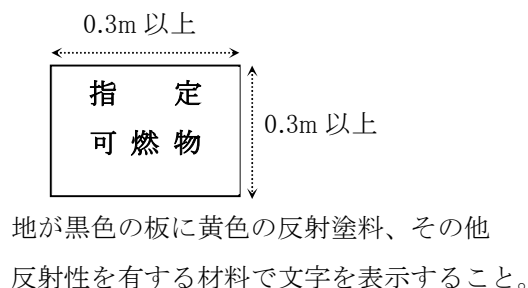 0.3m 以上
指　定
可燃物
0.3m 以上
地が黒色の板に黄色の反射塗料、その他
反射性を有する材料で文字を表示すること。